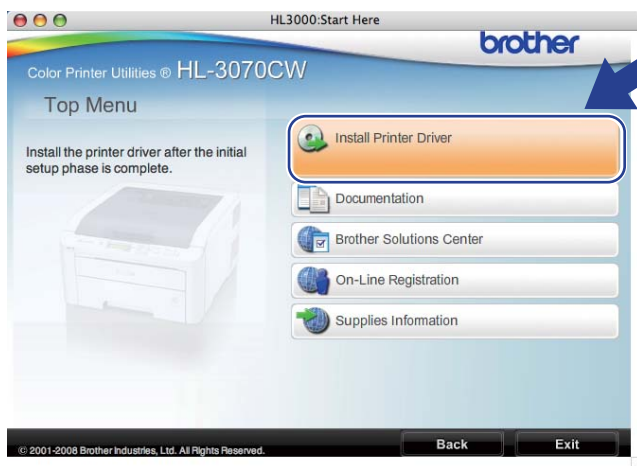 HL3000:Start Here
brother
Color Printer Utilities ® HL-3070CW
Top Menu
Install the printer driver after the initial
setup phase is complete.
Install Printer Driver
Documentation
Brother Solutions Center
On-Line Registration
Supplies Information
© 2001-2008 Brother Industries, Ltd. All Rights Reserved.
Back
Exit